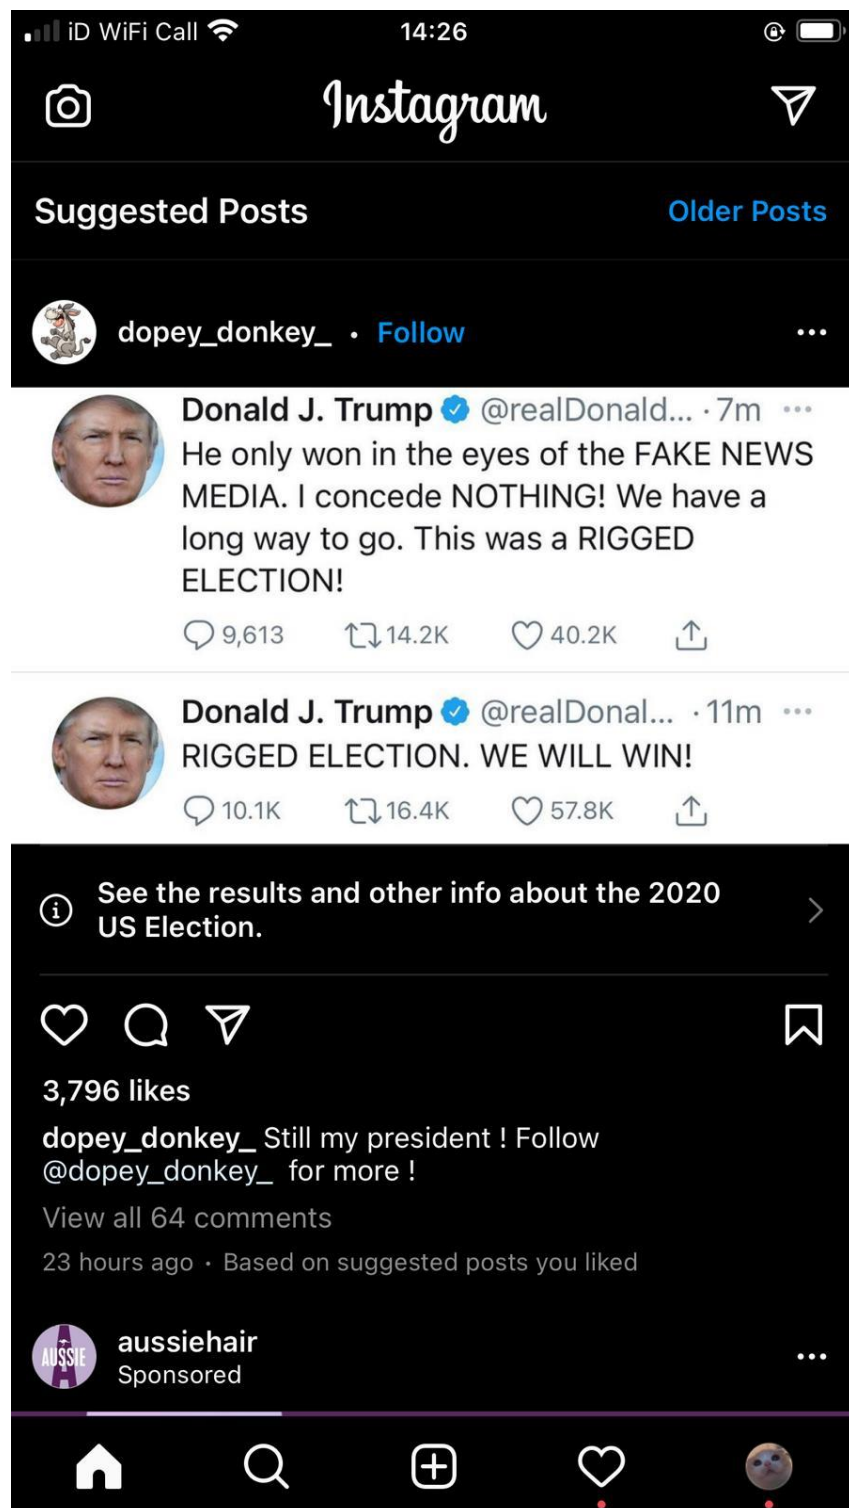 iD WiFi Call
14:26
Instagram
Suggested Posts
Older Posts
dopey_donkey_ • Follow
Donald J. Trump @realDonald... · 7m
He only won in the eyes of the FAKE NEWS
MEDIA. I concede NOTHING! We have a
long way to go. This was a RIGGED
ELECTION!
9,613 14.2K 40.2K
Donald J. Trump @realDonal... · 11m
RIGGED ELECTION. WE WILL WIN!
10.1K 16.4K 57.8K
See the results and other info about the 2020
US Election.
3,796 likes
dopey_donkey_ Still my president ! Follow
@dopey_donkey_ for more !
View all 64 comments
23 hours ago · Based on suggested posts you liked
AUSSIE
aussiehair
Sponsored